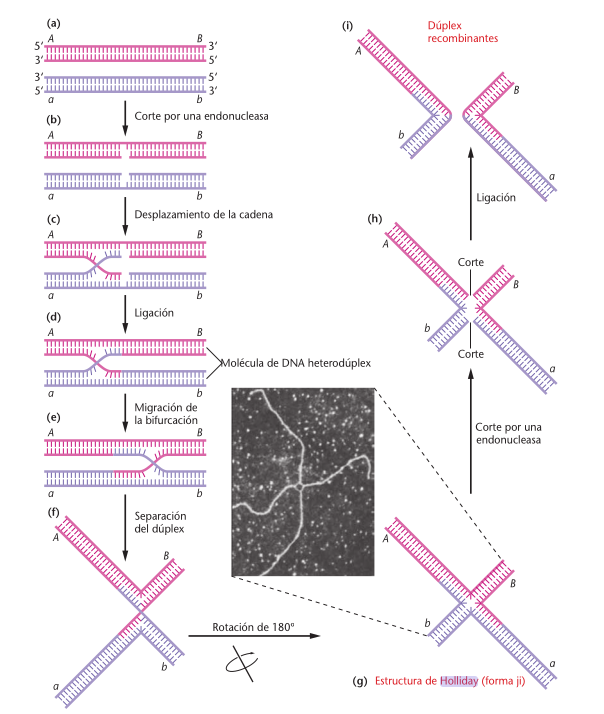 (a)
A
B
5′
3′
3′
5′
3′
5′
5′
3′
a
b
Corte por una endonucleasa
(b)
A
B
a
b
Desplazamiento de la cadena
(c)
A
B
a
b
Ligación
(d)
A
B
Molécula de DNA heterodúplex
a
b
Migración de
la bifurcación
(e)
A
B
a
b
Separación
del dúplex
(f)
A
B
a
b
Rotación de 180°
A
B
b
a
(g) Estructura de Holliday (forma ji)
Corte por una
endonucleasa
(h)
A
Corte
B
b
Corte
a
Ligación
(i)
Dúplex
recombinantes
A
B
b
a